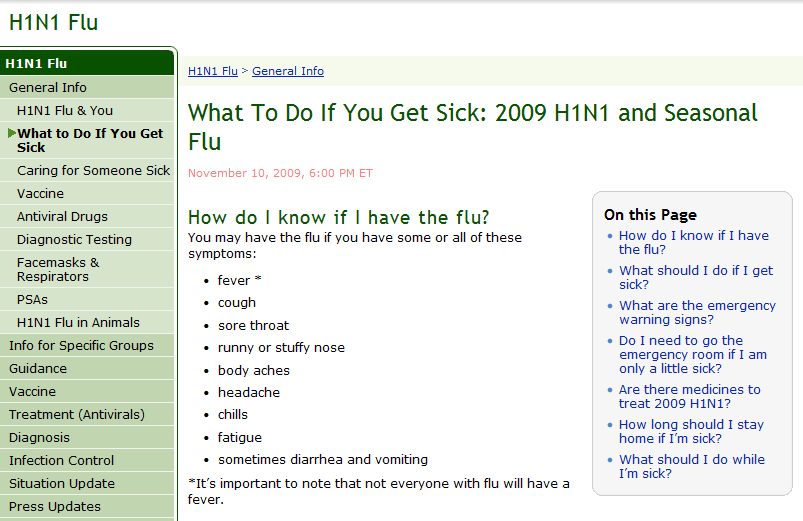 H1N1 Flu
H1N1 Flu
General Info
H1N1 Flu & You
What to Do If You Get
Sick
Caring for Someone Sick
Vaccine
Antiviral Drugs
Diagnostic Testing
Facemasks &
Respirators
PSAs
H1N1 Flu in Animals
Info for Specific Groups
Guidance
Vaccine
Treatment (Antivirals)
Diagnosis
Infection Control
Situation Update
Press Updates
H1N1 Flu > General Info
What To Do If You Get Sick: 2009 H1N1 and Seasonal
Flu
November 10, 2009, 6:00 PM ET
How do I know if I have the flu?
You may have the flu if you have some or all of these
symptoms:
• fever *
• cough
• sore throat
• runny or stuffy nose
• body aches
• headache
• chills
• fatigue
• sometimes diarrhea and vomiting
*It's important to note that not everyone with flu will have a
fever.
On this Page
• How do I know if I have
the flu?
• What should I do if I get
sick?
• What are the emergency
warning signs?
• Do I need to go the
emergency room if I am
only a little sick?
• Are there medicines to
treat 2009 H1N1?
• How long should I stay
home if I'm sick?
• What should I do while
I'm sick?